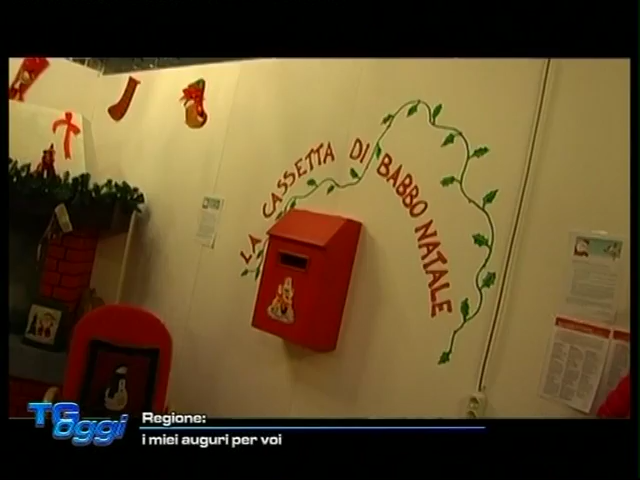 LA CASSETTA DI BABBO NATALE
TG oggi
Regione:
i miei auguri per voi